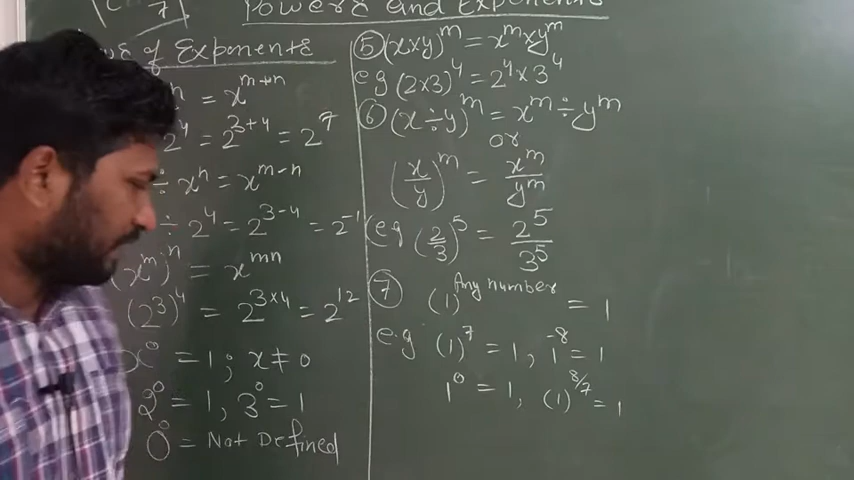 7
Powers and Exponents
of Exponents
= x^{m+n}
2^4 = 2^{3+4} = 2^7
÷ x^n = x^{m-n}
÷ 2^4 = 2^{3-4} = 2^{-1}
(x^m)^n = x^{mn}
(2^3)^4 = 2^{3×4} = 2^{12}
x^0 = 1; x ≠ 0
2^0 = 1, 3^0 = 1
0^0 = Not Defined
⑤ (x×y)^m = x^m × y^m
eg (2×3)^4 = 2^4 × 3^4
⑥ (x÷y)^m = x^m ÷ y^m
or
(x/y)^m = x^m/y^m
eg (2/3)^5 = 2^5/3^5
⑦ (1)^{Any number} = 1
e.g (1)^7 = 1, 1^{-8} = 1
1^0 = 1, (1)^{8/7} = 1